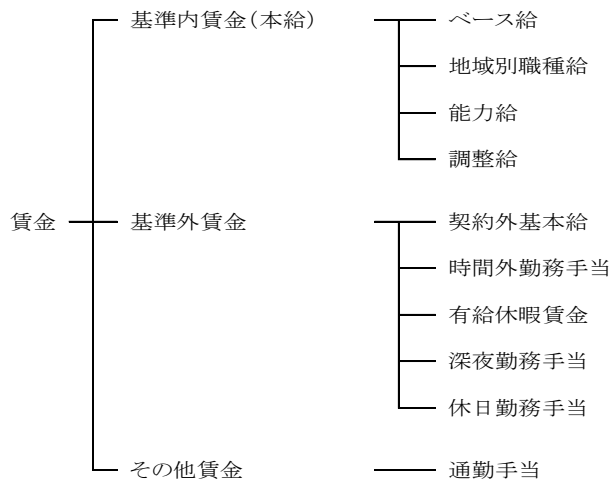 基準内賃金(本給) ベース給
地域別職種給
能力給
調整給
賃金 基準外賃金 契約外基本給
時間外勤務手当
有給休暇賃金
深夜勤務手当
休日勤務手当
その他賃金 通勤手当